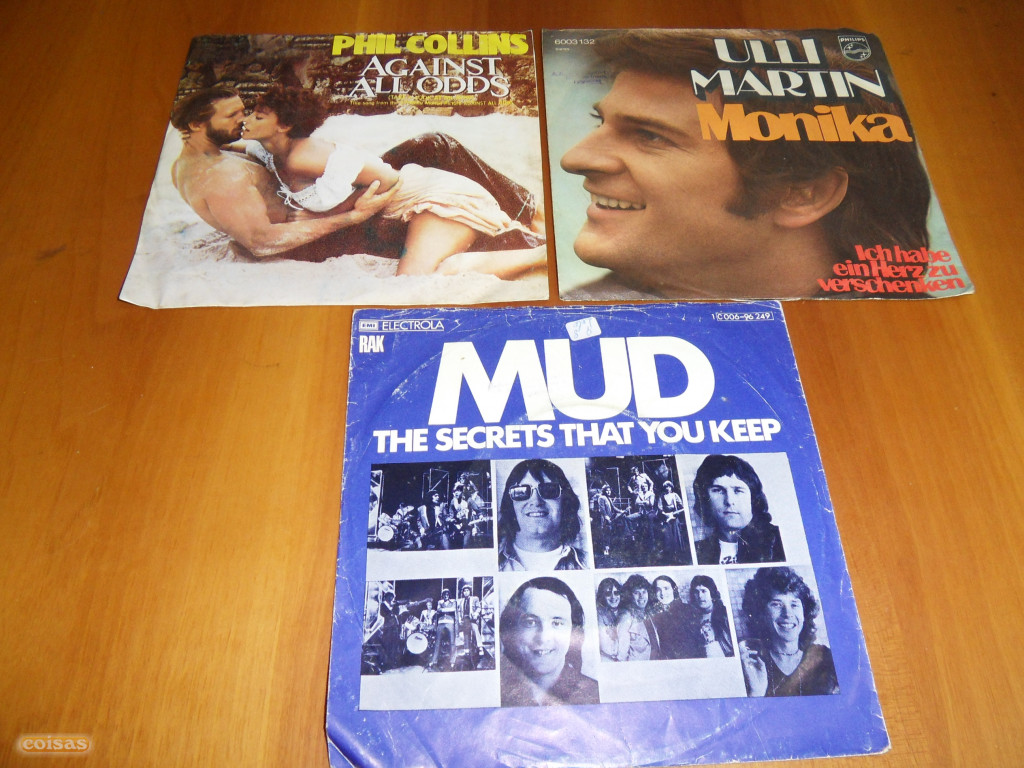 PHIL COLLINS
AGAINST
ALL ODDS
6003 132
PHILIPS
ULLI
MARTIN
Monika
Ich habe
ein Herz zu
verschenken
EMI ELECTROLA
1C 006-96 249
RAK
MUD
THE SECRETS THAT YOU KEEP
coisas